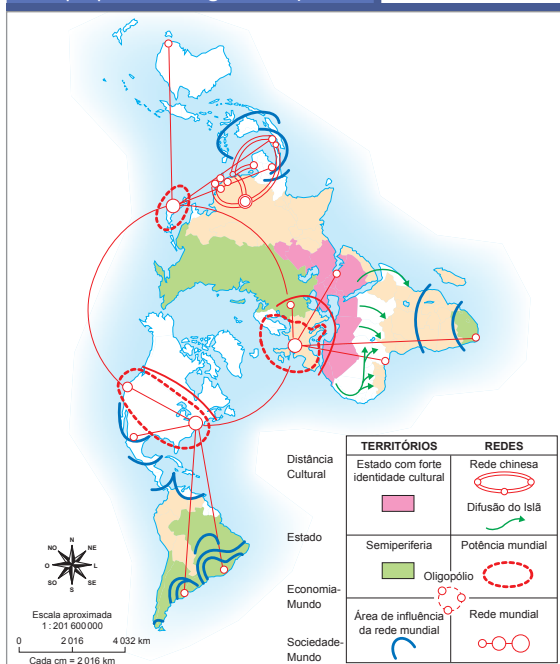 TERRITÓRIOS
REDES
Distância
Cultural
Estado com forte
identidade cultural
Rede chinesa
Difusão do Islã
Estado
Semiperiferia
Potência mundial
Oligopólio
Economia-
Mundo
Área de influência
da rede mundial
Rede mundial
Sociedade-
Mundo
N
NO
NE
O
L
SO
SE
S
Escala aproximada
1 : 201 600 000
0 2 016 4 032 km
Cada cm = 2 016 km